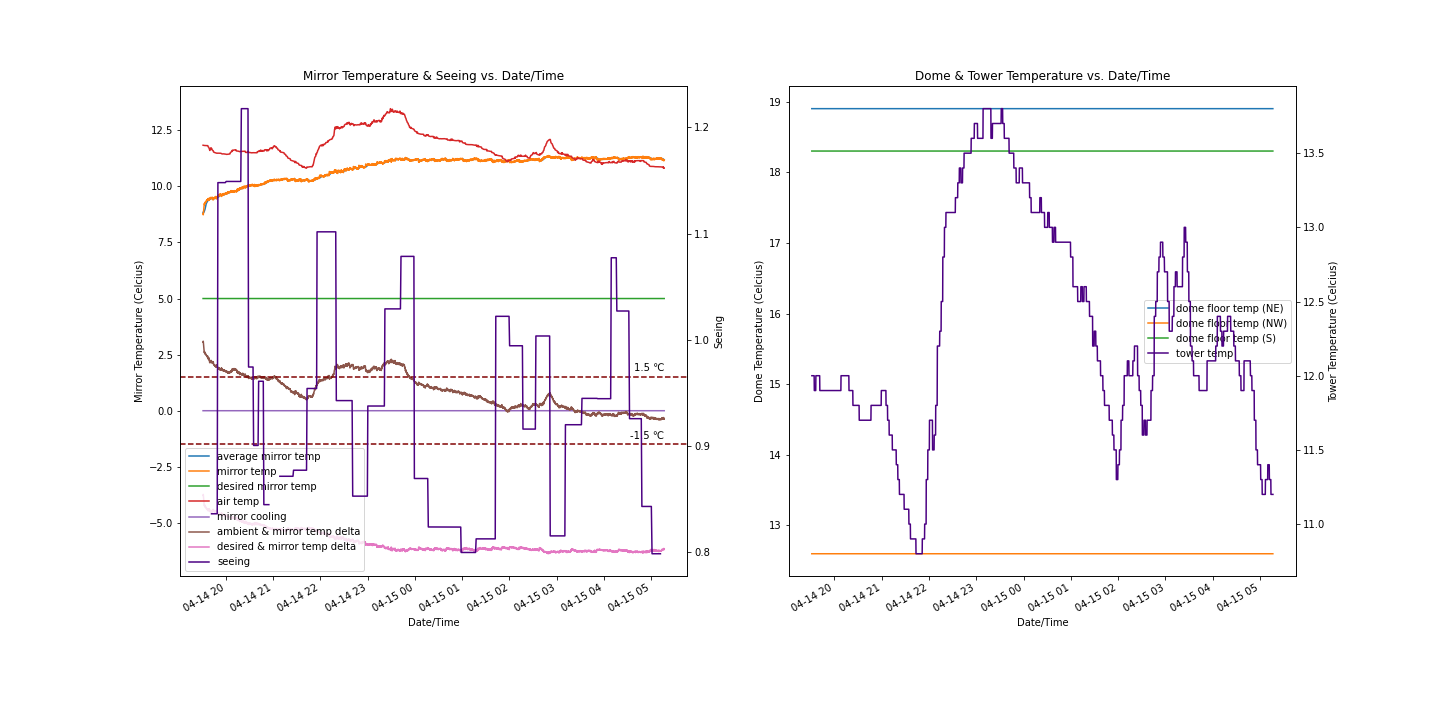 Mirror Temperature & Seeing vs. Date/Time
Mirror Temperature (Celcius)
12.5
10.0
7.5
5.0
2.5
0.0
−2.5
−5.0
1.5 °C
-1.5 °C
average mirror temp
mirror temp
desired mirror temp
air temp
mirror cooling
ambient & mirror temp delta
desired & mirror temp delta
seeing
1.2
1.1
1.0
0.9
0.8
Seeing
04-14 20
04-14 21
04-14 22
04-14 23
04-15 00
04-15 01
04-15 02
04-15 03
04-15 04
04-15 05
Date/Time
Dome & Tower Temperature vs. Date/Time
Dome Temperature (Celcius)
19
18
17
16
15
14
13
dome floor temp (NE)
dome floor temp (NW)
dome floor temp (S)
tower temp
13.5
13.0
12.5
12.0
11.5
11.0
Tower Temperature (Celcius)
04-14 20
04-14 21
04-14 22
04-14 23
04-15 00
04-15 01
04-15 02
04-15 03
04-15 04
04-15 05
Date/Time